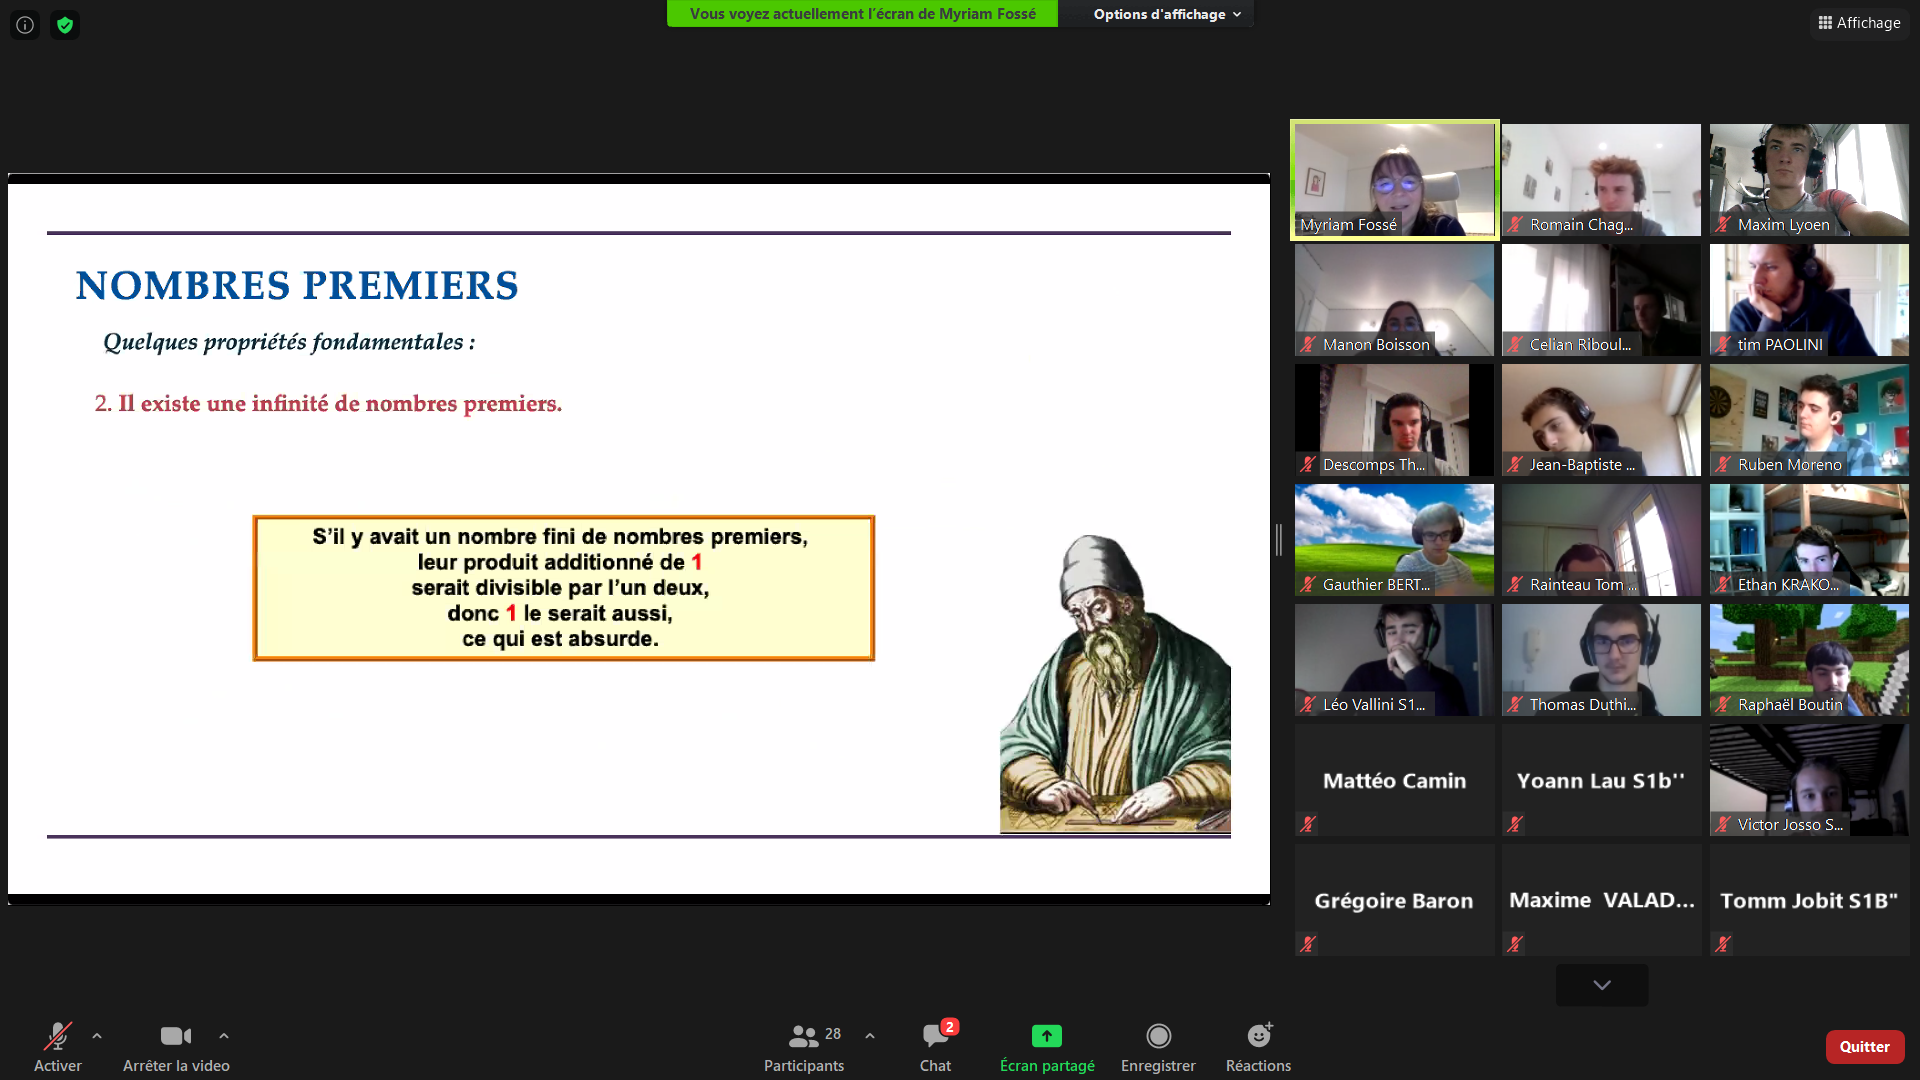 Vous voyez actuellement l'écran de Myriam Fossé
Options d'affichage
Affichage
NOMBRES PREMIERS
Quelques propriétés fondamentales :
2. Il existe une infinité de nombres premiers.
S'il y avait un nombre fini de nombres premiers,
leur produit additionné de 1
serait divisible par l'un deux,
donc 1 le serait aussi,
ce qui est absurde.
Myriam Fossé
Romain Chag...
Maxim Lyoen
Manon Boisson
Celian Riboul...
tim PAOLINI
Descomps Th...
Jean-Baptiste ...
Ruben Moreno
Gauthier BERT...
Rainteau Tom ...
Ethan KRAKO...
Léo Vallini S1...
Thomas Duthi...
Raphaël Boutin
Mattéo Camin
Yoann Lau S1b''
Victor Josso S...
Grégoire Baron
Maxime VALAD...
Tomm Jobit S1B"
Activer
Arrêter la video
28
Participants
2
Chat
Écran partagé
Enregistrer
Réactions
Quitter